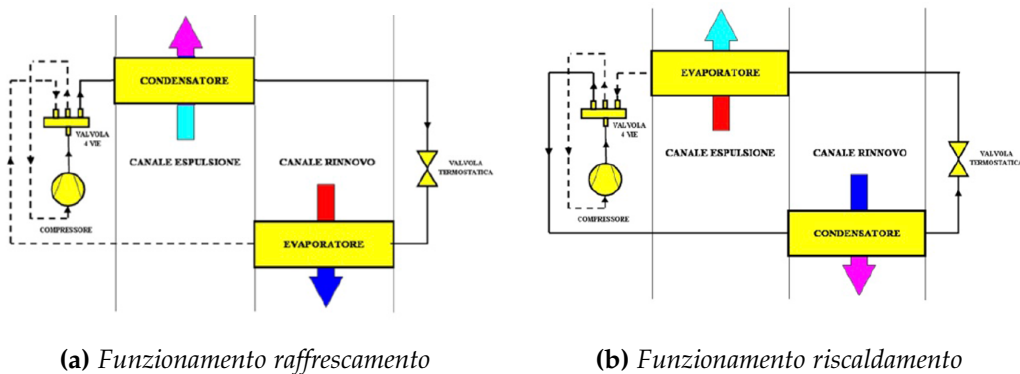 CONDENSATORE
VALVOLA
4 VIE
CANALE ESPULSIONE
CANALE RINNOVO
VALVOLA
TERMOSTATICA
COMPRESSORE
EVAPORATORE
(a) Funzionamento raffrescamento
EVAPORATORE
VALVOLA
4 VIE
CANALE ESPULSIONE
CANALE RINNOVO
VALVOLA
TERMOSTATICA
COMPRESSORE
CONDENSATORE
(b) Funzionamento riscaldamento